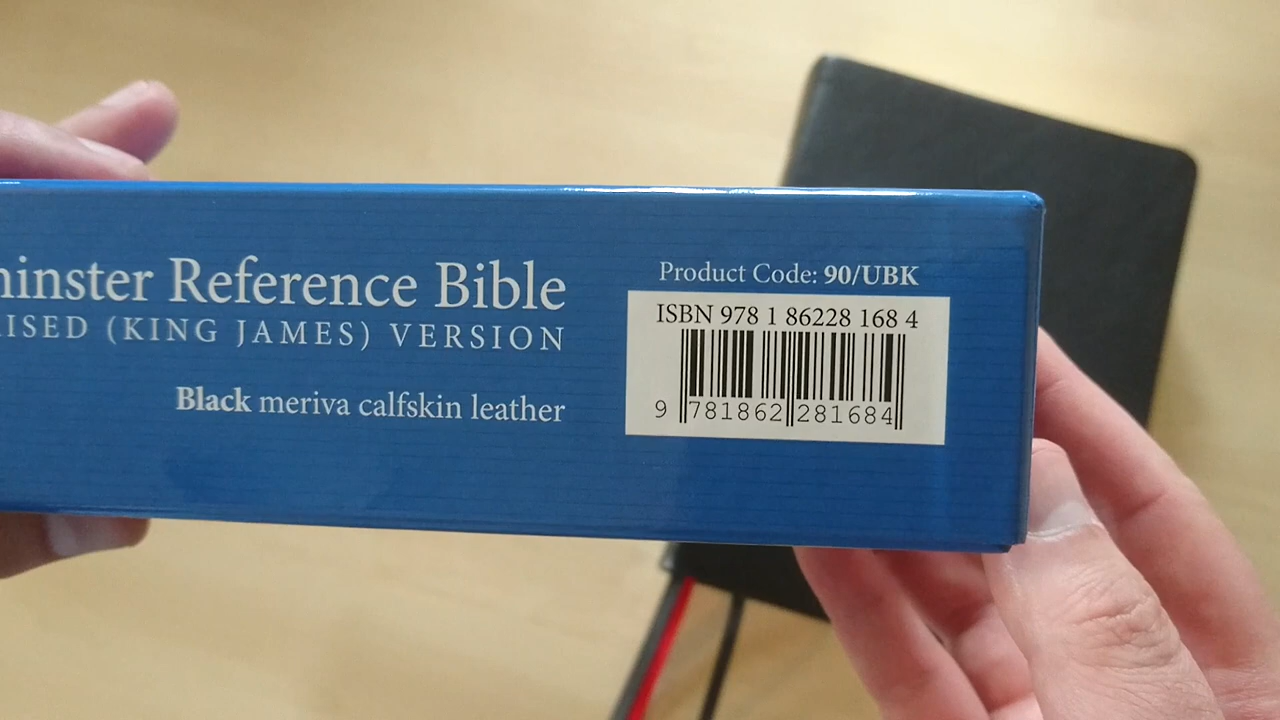 minster Reference Bible
RISED (KING JAMES) VERSION
Black meriva calfskin leather
Product Code: 90/UBK
ISBN 978 1 86228 168 4
9 781862 281684